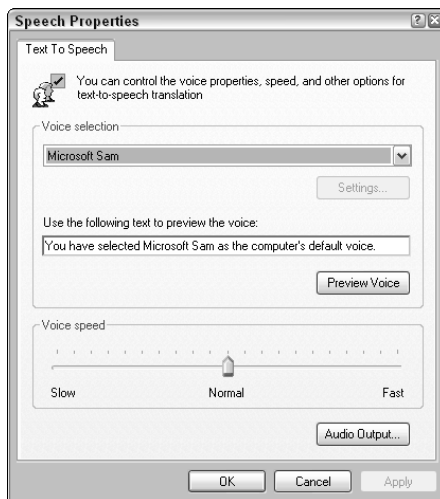 Speech Properties
Text To Speech
You can control the voice properties, speed, and other options for
text-to-speech translation
Voice selection
Microsoft Sam
Settings...
Use the following text to preview the voice:
You have selected Microsoft Sam as the computer's default voice.
Preview Voice
Voice speed
Slow Normal Fast
Audio Output...
OK Cancel Apply